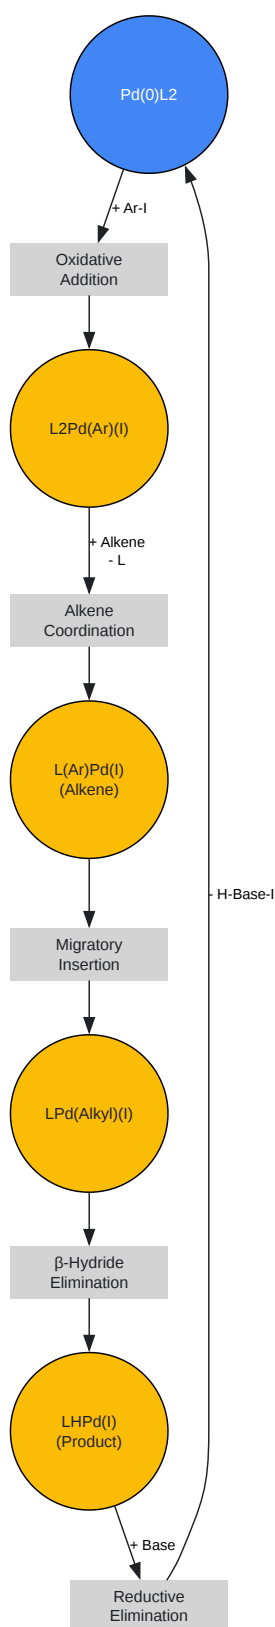 Pd(0)L2
+ Ar-I
Oxidative
Addition
L2Pd(Ar)(I)
+ Alkene
- L
Alkene
Coordination
L(Ar)Pd(I)
(Alkene)
- H-Base-I
Migratory
Insertion
LPd(Alkyl)(I)
β-Hydride
Elimination
LHPd(I)
(Product)
+ Base
Reductive
Elimination